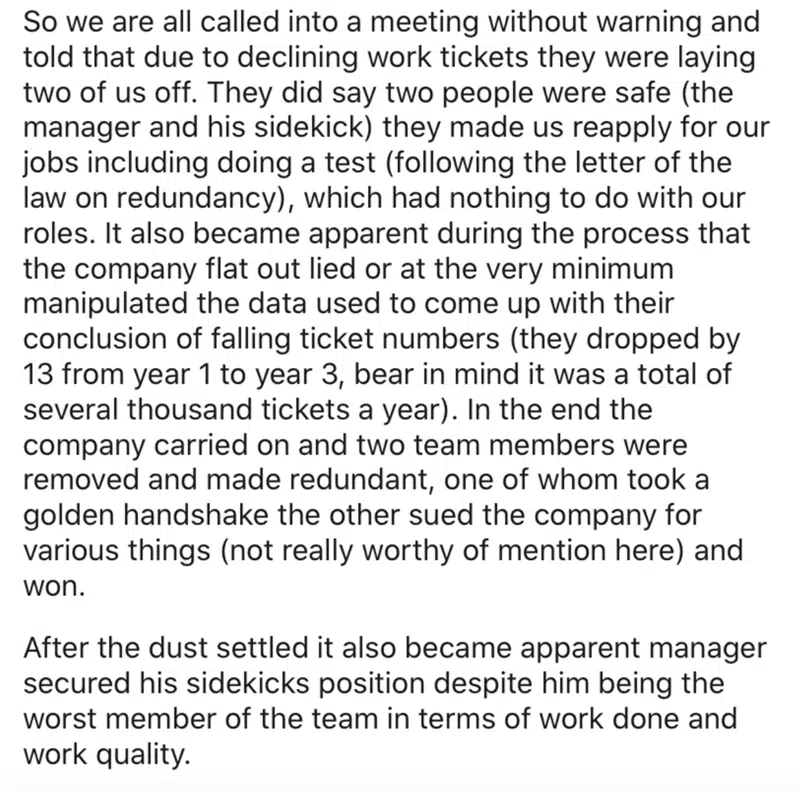 So we are all called into a meeting without warning and
told that due to declining work tickets they were laying
two of us off. They did say two people were safe (the
manager and his sidekick) they made us reapply for our
jobs including doing a test (following the letter of the
law on redundancy), which had nothing to do with our
roles. It also became apparent during the process that
the company flat out lied or at the very minimum
manipulated the data used to come up with their
conclusion of falling ticket numbers (they dropped by
13 from year 1 to year 3, bear in mind it was a total of
several thousand tickets a year). In the end the
company carried on and two team members were
removed and made redundant, one of whom took a
golden handshake the other sued the company for
various things (not really worthy of mention here) and
won.
After the dust settled it also became apparent manager
secured his sidekicks position despite him being the
worst member of the team in terms of work done and
work quality.